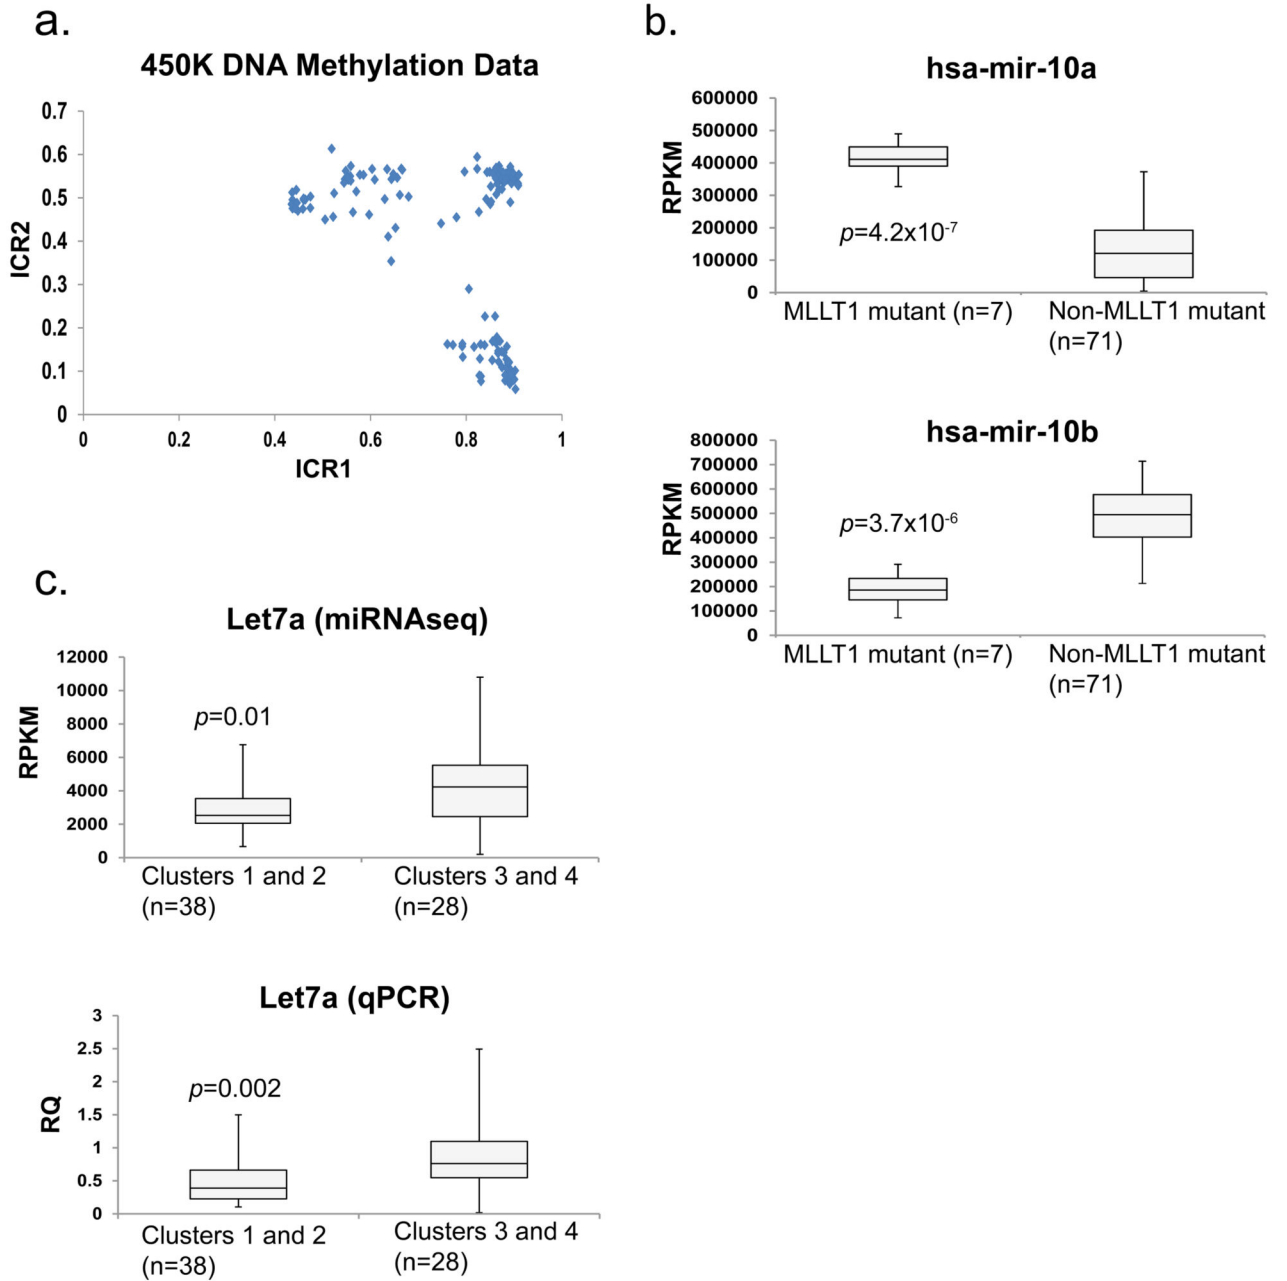 a.
450K DNA Methylation Data
0.7
0.6
0.5
0.4
0.3
0.2
0.1
0
ICR2
0 0.2 0.4 0.6 0.8 1
ICR1
b.
hsa-mir-10a
600000
500000
400000
300000
200000
100000
0
RPKM
p=4.2x10-7
MLLT1 mutant (n=7)
Non-MLLT1 mutant
(n=71)
hsa-mir-10b
800000
700000
600000
500000
400000
300000
200000
100000
0
RPKM
p=3.7x10-6
MLLT1 mutant (n=7)
Non-MLLT1 mutant
(n=71)
c.
Let7a (miRNAseq)
12000
10000
8000
6000
4000
2000
0
RPKM
p=0.01
Clusters 1 and 2
(n=38)
Clusters 3 and 4
(n=28)
Let7a (qPCR)
3
2.5
2
1.5
1
0.5
0
RQ
p=0.002
Clusters 1 and 2
(n=38)
Clusters 3 and 4
(n=28)